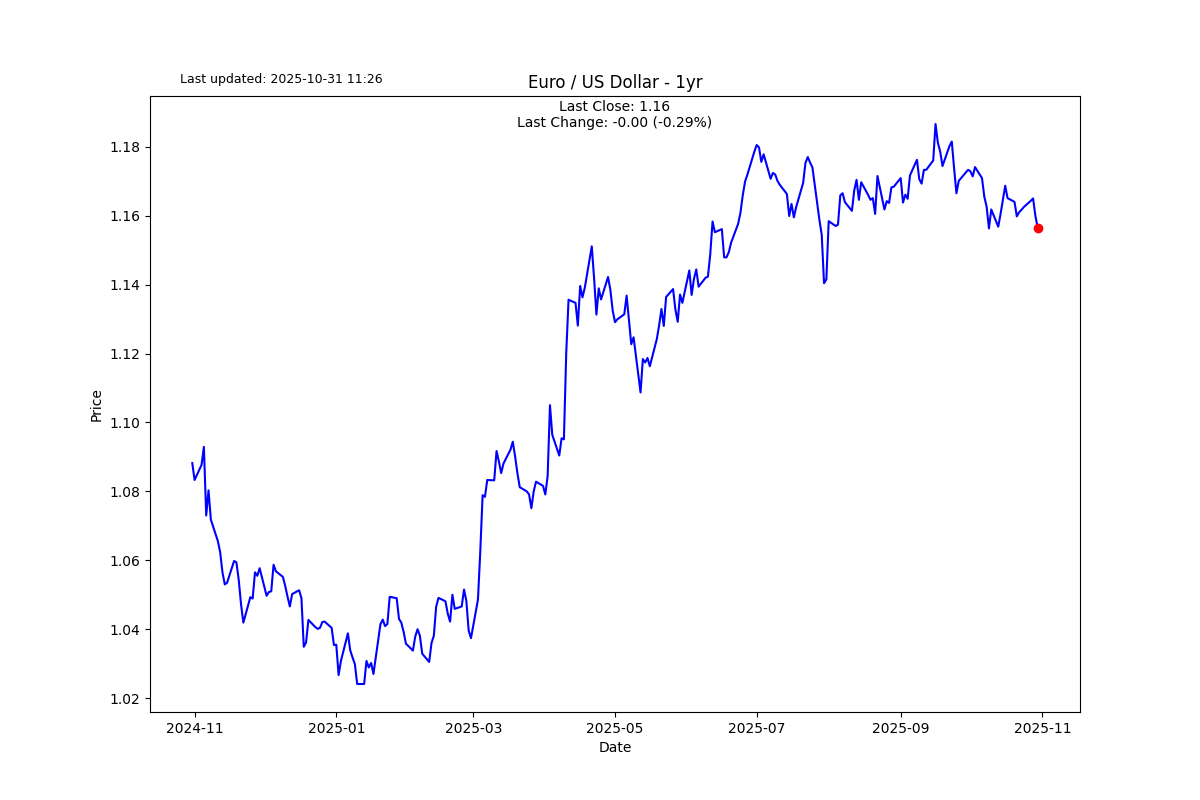 Last updated: 2025-10-31 11:26
Euro / US Dollar - 1yr
Last Close: 1.16
Last Change: -0.00 (-0.29%)
Price
1.18
1.16
1.14
1.12
1.10
1.08
1.06
1.04
1.02
2024-11
2025-01
2025-03
2025-05
2025-07
2025-09
2025-11
Date